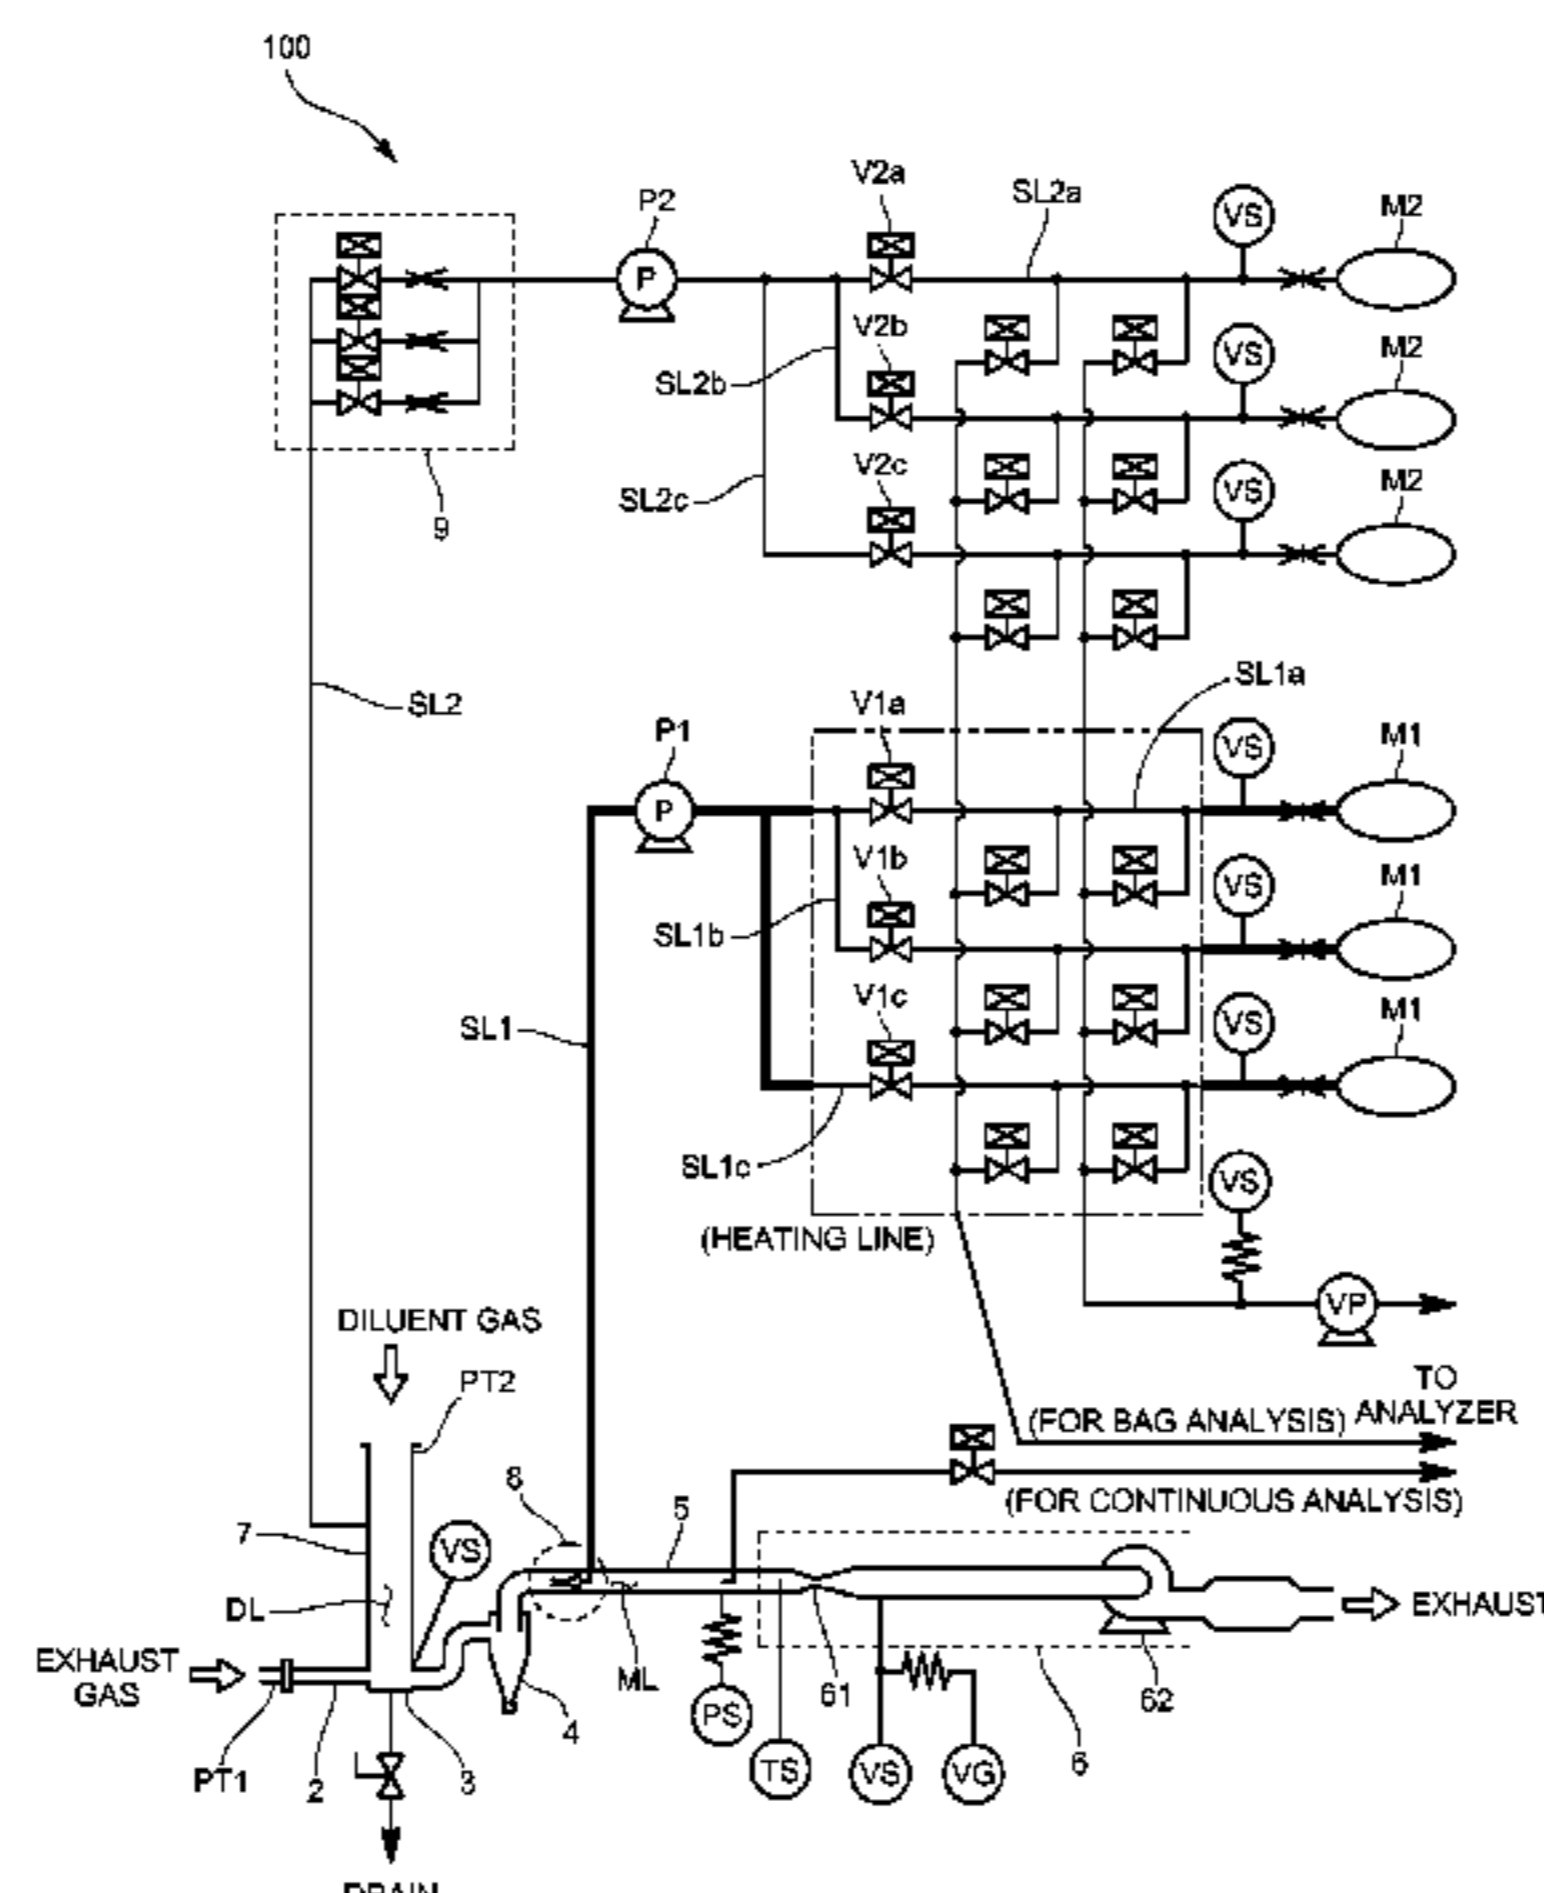 100
P2
V2a
SL2a
VS
M2
P
V2b
VS
M2
SL2b
V2c
VS
M2
SL2c
9
SL2
SL1a
V1a
P1
VS
M1
P
V1b
VS
M1
SL1b
V1c
VS
M1
SL1
SL1c
VS
(HEATING LINE)
VP
DILUENT GAS
PT2
TO
ANALYZER
(FOR BAG ANALYSIS)
8
5
(FOR CONTINUOUS ANALYSIS)
7
VS
DL
EXHAUST
EXHAUST
GAS
ML
61
62
4
PS
6
PT1
2
3
TS
VS
VG